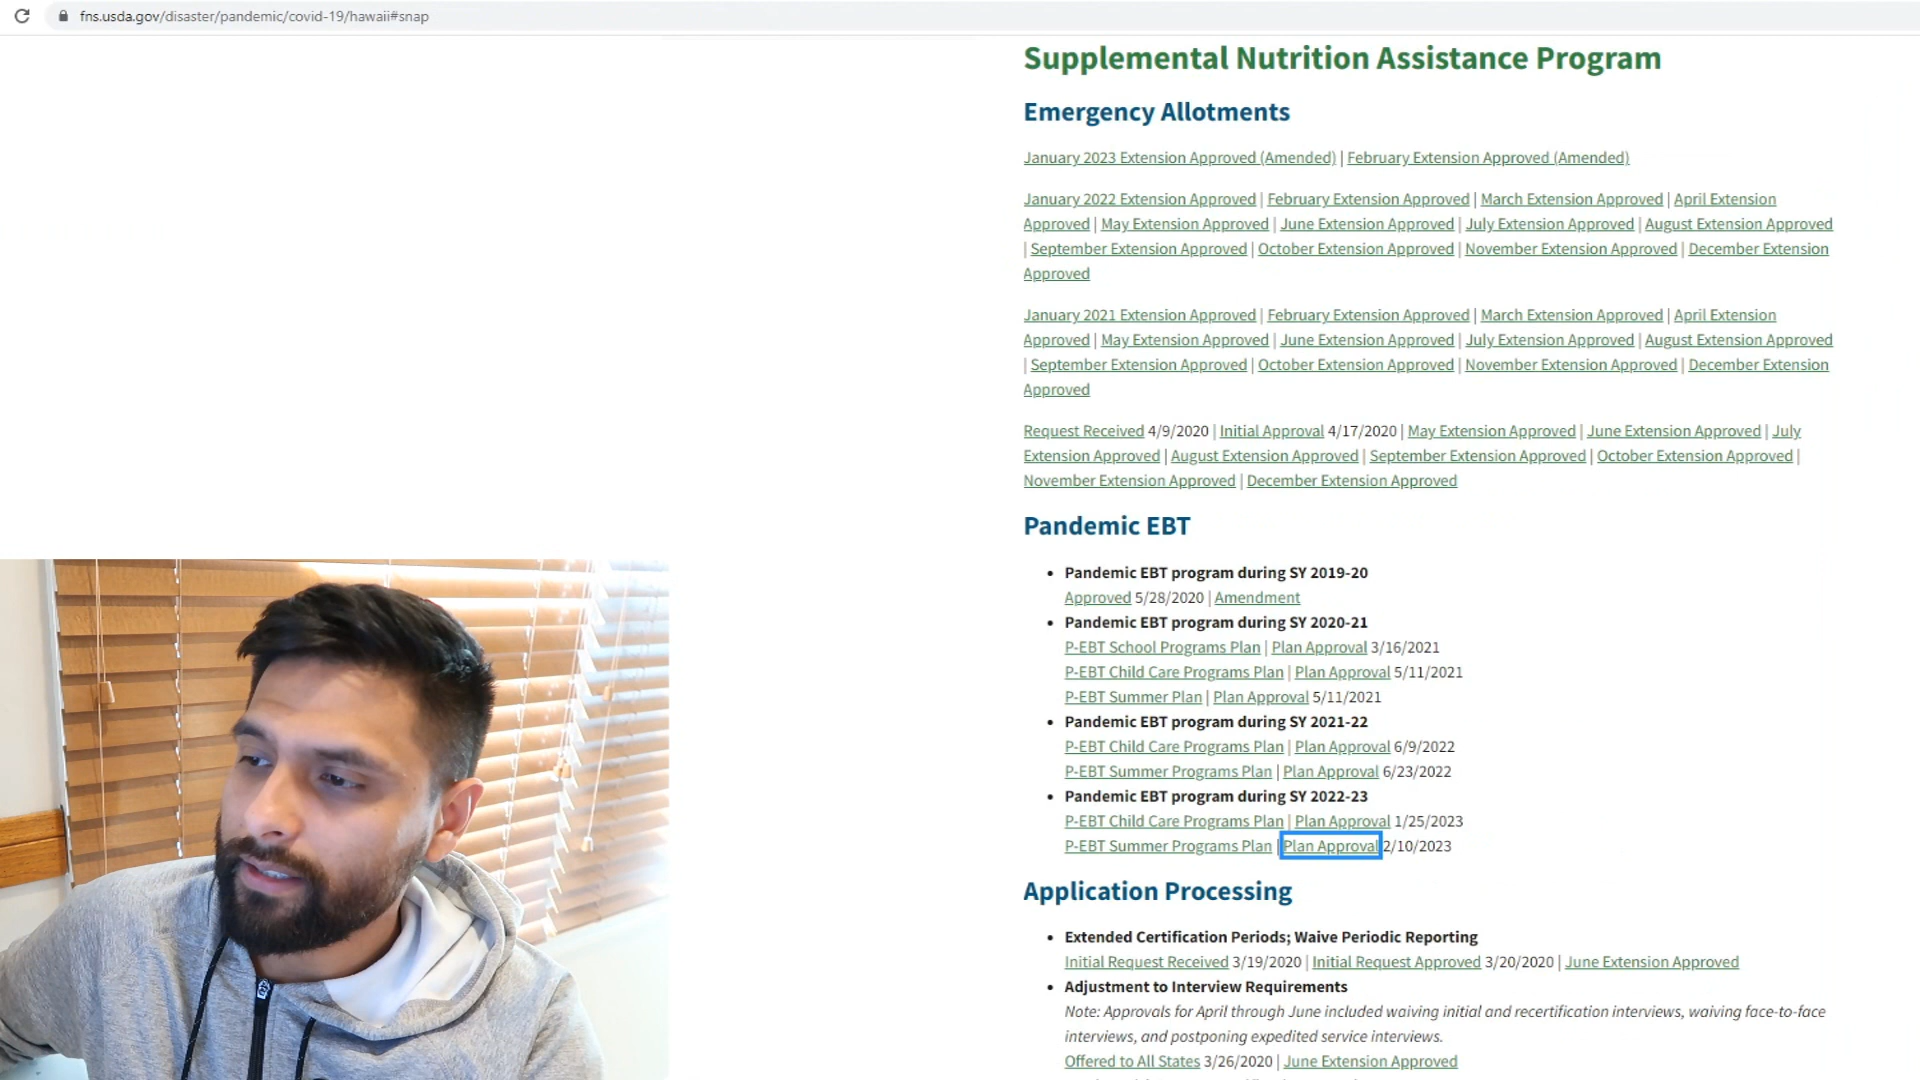 fns.usda.gov/disaster/pandemic/covid-19/hawaii#snap
Supplemental Nutrition Assistance Program
Emergency Allotments
January 2023 Extension Approved (Amended) | February Extension Approved (Amended)
January 2022 Extension Approved | February Extension Approved | March Extension Approved | April Extension
Approved | May Extension Approved | June Extension Approved | July Extension Approved | August Extension Approved
| September Extension Approved | October Extension Approved | November Extension Approved | December Extension
Approved
January 2021 Extension Approved | February Extension Approved | March Extension Approved | April Extension
Approved | May Extension Approved | June Extension Approved | July Extension Approved | August Extension Approved
| September Extension Approved | October Extension Approved | November Extension Approved | December Extension
Approved
Request Received 4/9/2020 | Initial Approval 4/17/2020 | May Extension Approved | June Extension Approved | July
Extension Approved | August Extension Approved | September Extension Approved | October Extension Approved |
November Extension Approved | December Extension Approved
Pandemic EBT
• Pandemic EBT program during SY 2019-20
Approved 5/28/2020 | Amendment
• Pandemic EBT program during SY 2020-21
P-EBT School Programs Plan | Plan Approval 3/16/2021
P-EBT Child Care Programs Plan | Plan Approval 5/11/2021
P-EBT Summer Plan | Plan Approval 5/11/2021
• Pandemic EBT program during SY 2021-22
P-EBT Child Care Programs Plan | Plan Approval 6/9/2022
P-EBT Summer Programs Plan | Plan Approval 6/23/2022
• Pandemic EBT program during SY 2022-23
P-EBT Child Care Programs Plan | Plan Approval 1/25/2023
P-EBT Summer Programs Plan | Plan Approval 2/10/2023
Application Processing
• Extended Certification Periods; Waive Periodic Reporting
Initial Request Received 3/19/2020 | Initial Request Approved 3/20/2020 | June Extension Approved
• Adjustment to Interview Requirements
Note: Approvals for April through June included waiving initial and recertification interviews, waiving face-to-face
interviews, and postponing expedited service interviews.
Offered to All States 3/26/2020 | June Extension Approved